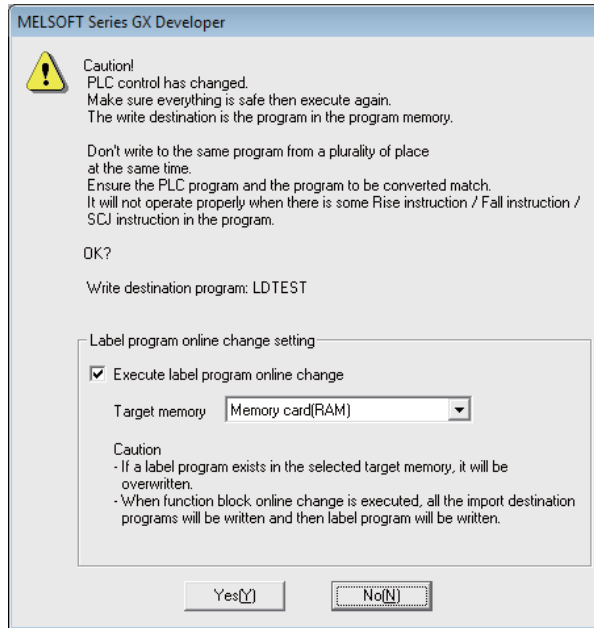 MELSOFT Series GX Developer
Caution!
PLC control has changed.
Make sure everything is safe then execute again.
The write destination is the program in the program memory.
Don't write to the same program from a plurality of place
at the same time.
Ensure the PLC program and the program to be converted match.
It will not operate properly when there is some Rise instruction / Fall instruction /
SCJ instruction in the program.
OK?
Write destination program: LDTEST
Label program online change setting
Execute label program online change
Target memory Memory card(RAM)
Caution
- If a label program exists in the selected target memory, it will be
overwritten.
- When function block online change is executed, all the import destination
programs will be written and then label program will be written.
Yes(Y) No(N)